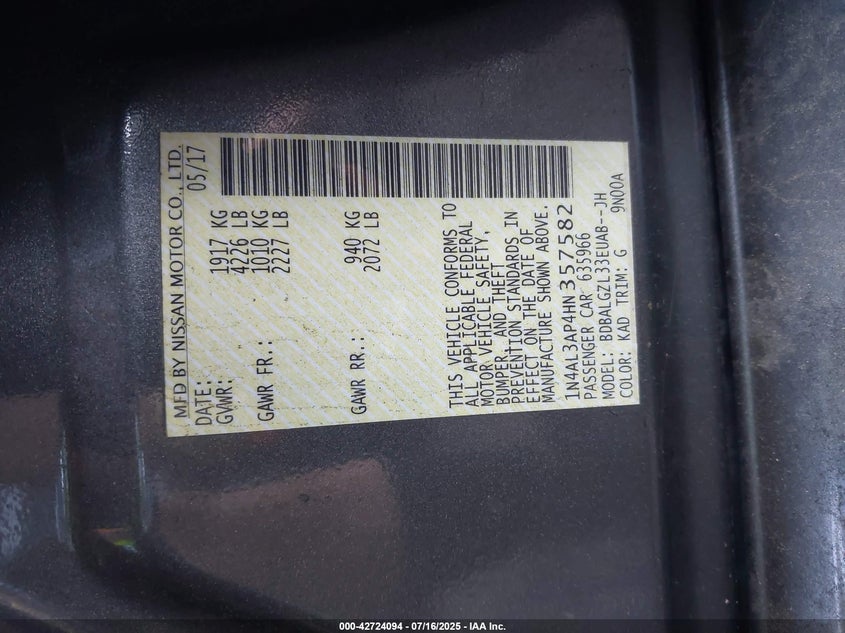 MFD BY NISSAN MOTOR CO., LTD.
DATE: 05/17
GVWR: 1917 KG
4226 LB
GAWR FR.: 1010 KG
2227 LB
GAWR RR.: 940 KG
2072 LB
THIS VEHICLE CONFORMS TO
ALL APPLICABLE FEDERAL
MOTOR VEHICLE SAFETY,
BUMPER, AND THEFT
PREVENTION STANDARDS IN
EFFECT ON THE DATE OF
MANUFACTURE SHOWN ABOVE.
1N4AL3AP4HN357582
PASSENGER CAR 635966
MODEL: BDBALGZL33EUAB--JH
COLOR: KAD TRIM: G 9N00A
000-42724094 - 07/16/2025 - IAA Inc.